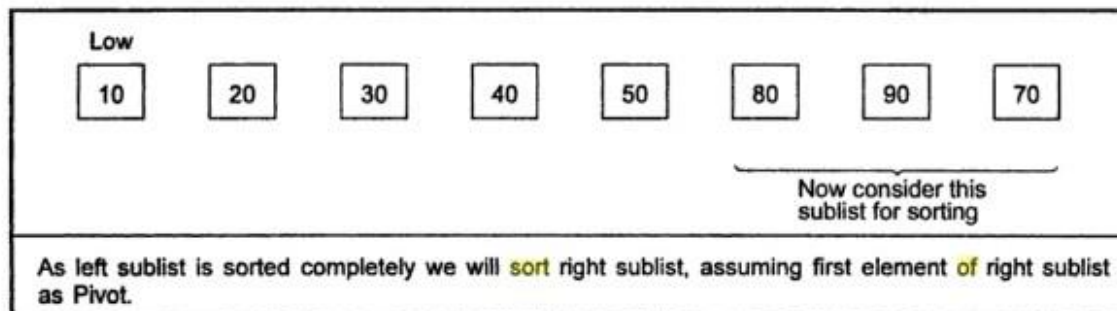 Low
10 20 30 40 50 80 90 70
Now consider this
sublist for sorting
As left sublist is sorted completely we will sort right sublist, assuming first element of right sublist
as Pivot.